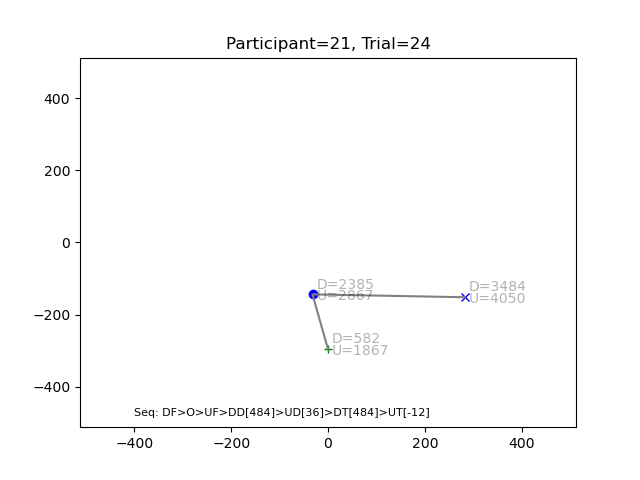 Participant=21, Trial=24
400
200
0
−200
−400
D=2385
U=2867
D=3484
U=4050
D=582
U=1867
Seq: DF>O>UF>DD[484]>UD[36]>DT[484]>UT[-12]
−400 −200 0 200 400